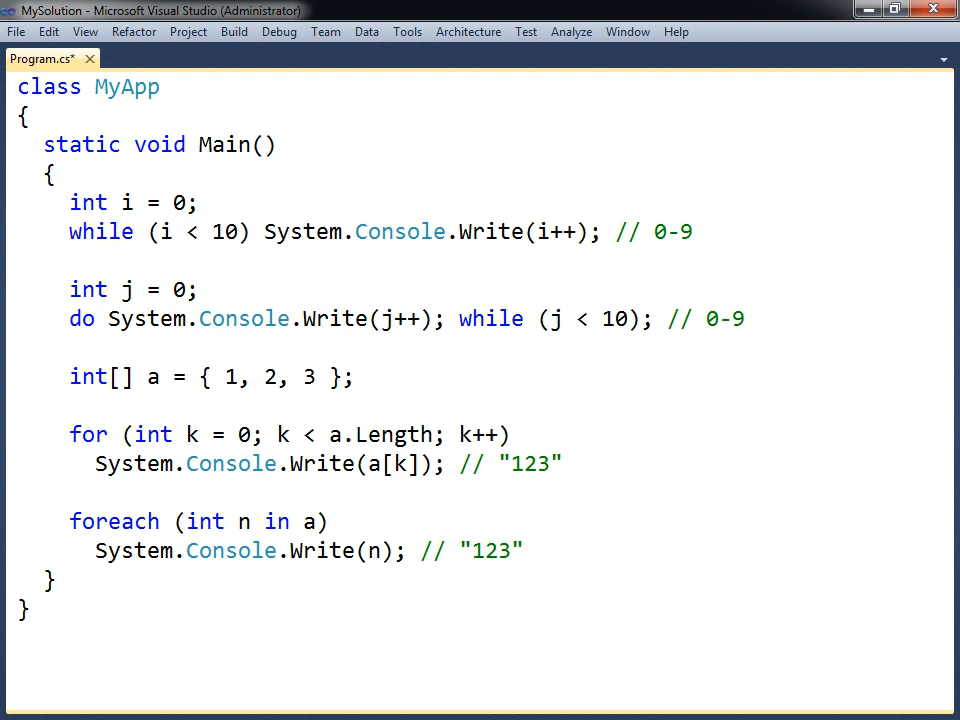 MySolution - Microsoft Visual Studio (Administrator)
File Edit View Refactor Project Build Debug Team Data Tools Architecture Test Analyze Window Help
Program.cs*
class MyApp
{
  static void Main()
  {
    int i = 0;
    while (i < 10) System.Console.Write(i++); // 0-9
    int j = 0;
    do System.Console.Write(j++); while (j < 10); // 0-9
    int[] a = { 1, 2, 3 };
    for (int k = 0; k < a.Length; k++)
      System.Console.Write(a[k]); // "123"
    foreach (int n in a)
      System.Console.Write(n); // "123"
  }
}